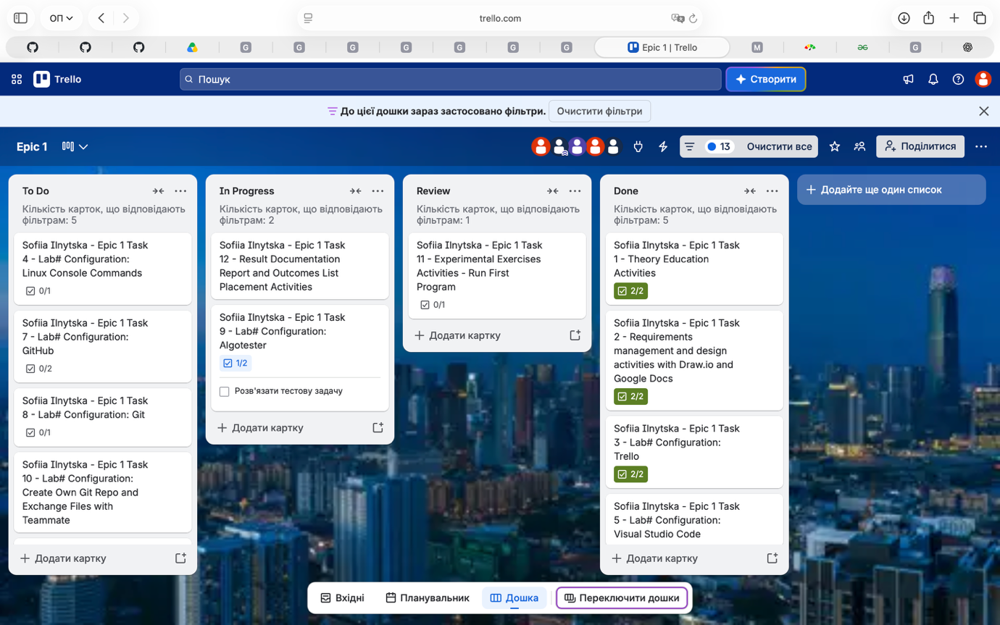 ОП
trello.com
G
G
G
G
G
G
G
Epic 1 | Trello
M
G
Trello
Пошук
Створити
До цієї дошки зараз застосовано фільтри.
Очистити фільтри
Epic 1
13
Очистити все
Поділитися
To Do
Кількість карток, що відповідають
фільтрам: 5
Sofiia Ilnytska - Epic 1 Task
4 - Lab# Configuration:
Linux Console Commands
0/1
Sofiia Ilnytska - Epic 1 Task
7 - Lab# Configuration:
GitHub
0/2
Sofiia Ilnytska - Epic 1 Task
8 - Lab# Configuration: Git
0/1
Sofiia Ilnytska - Epic 1 Task
10 - Lab# Configuration:
Create Own Git Repo and
Exchange Files with
Teammate
Додати картку
In Progress
Кількість карток, що відповідають
фільтрам: 2
Sofiia Ilnytska - Epic 1 Task
12 - Result Documentation
Report and Outcomes List
Placement Activities
Sofiia Ilnytska - Epic 1 Task
9 - Lab# Configuration:
Algotester
1/2
Розв'язати тестову задачу
Додати картку
Review
Кількість карток, що відповідають
фільтрам: 1
Sofiia Ilnytska - Epic 1 Task
11 - Experimental Exercises
Activities - Run First
Program
0/1
Додати картку
Done
Кількість карток, що відповідають
фільтрам: 5
Sofiia Ilnytska - Epic 1 Task
1 - Theory Education
Activities
2/2
Sofiia Ilnytska - Epic 1 Task
2 - Requirements
management and design
activities with Draw.io and
Google Docs
2/2
Sofiia Ilnytska - Epic 1 Task
3 - Lab# Configuration:
Trello
2/2
Sofiia Ilnytska - Epic 1 Task
5 - Lab# Configuration:
Visual Studio Code
Додати картку
Додайте ще один список
Вхідні
Планувальник
Дошка
Переключити дошки